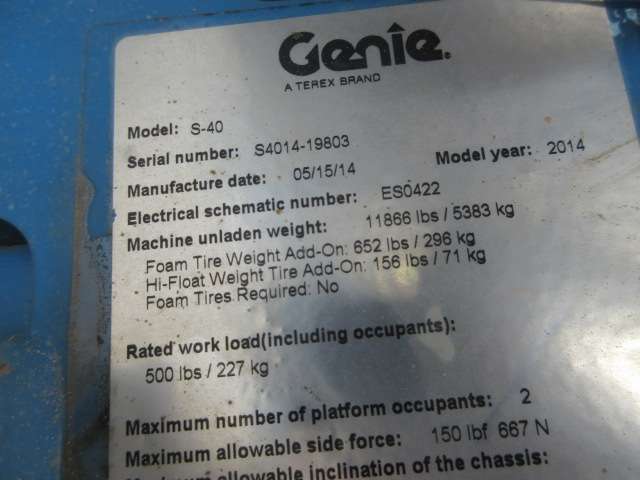 Genie.
A TEREX BRAND
Model: S-40
Serial number: S4014-19803
Manufacture date: 05/15/14 Model year: 2014
Electrical schematic number: ES0422
Machine unladen weight: 11866 lbs / 5383 kg
Foam Tire Weight Add-On: 652 lbs / 296 kg
Hi-Float Weight Tire Add-On: 156 lbs / 71 kg
Foam Tires Required: No
Rated work load(including occupants):
500 lbs / 227 kg
Maximum number of platform occupants: 2
Maximum allowable side force: 150 lbf 667 N
Maximum allowable inclination of the chassis: